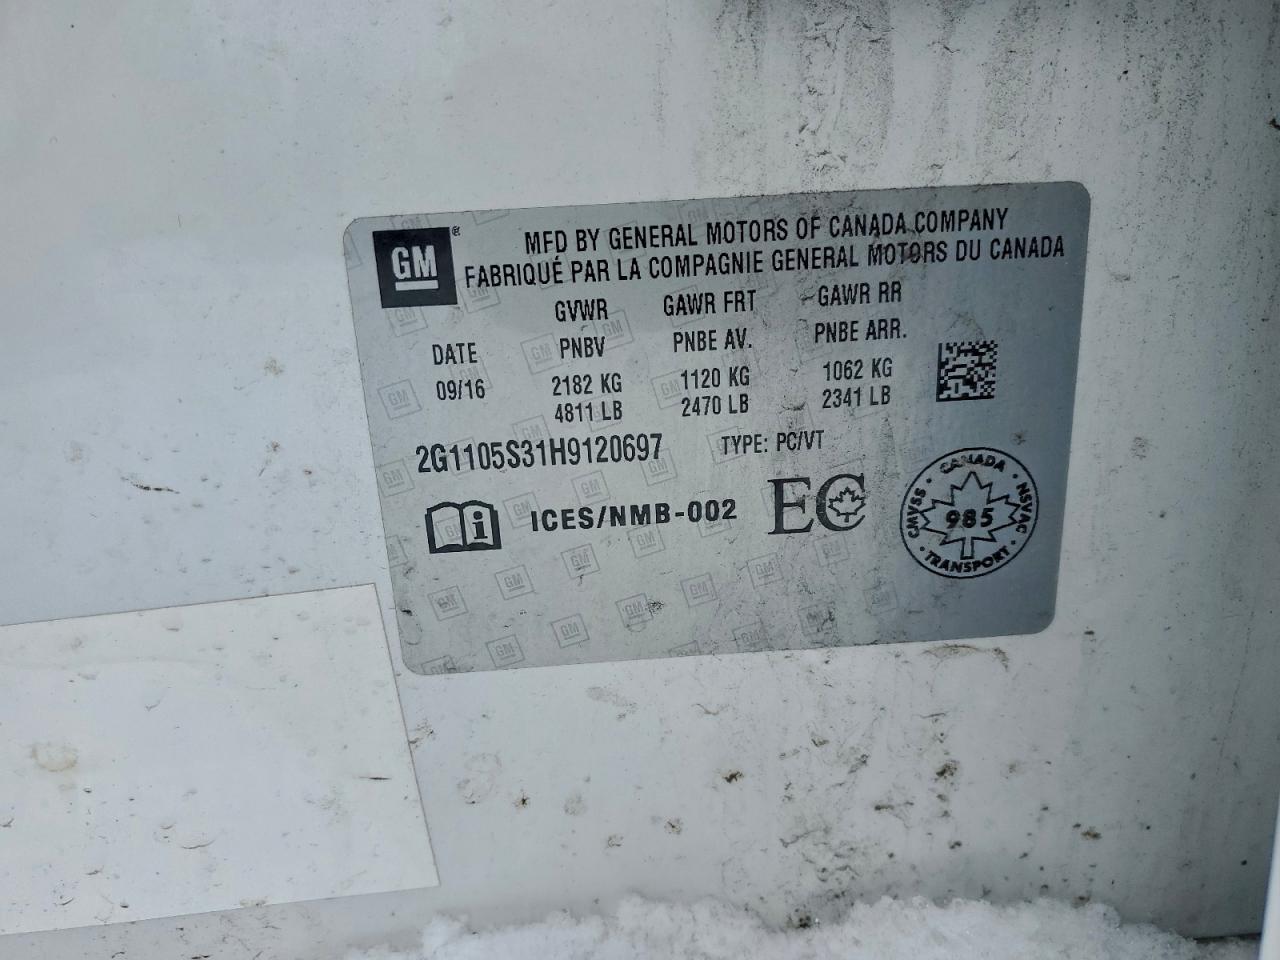 GM ®
MFD BY GENERAL MOTORS OF CANADA COMPANY
FABRIQUÉ PAR LA COMPAGNIE GENERAL MOTORS DU CANADA
GVWR GAWR FRT GAWR RR
DATE PNBV PNBE AV. PNBE ARR.
09/16 2182 KG 1120 KG 1062 KG
4811 LB 2470 LB 2341 LB
2G1105S31H9120697 TYPE: PC/VT
i ICES/NMB-002 EC
CANADA
CMVSS 985 NSVAC
TRANSPORT